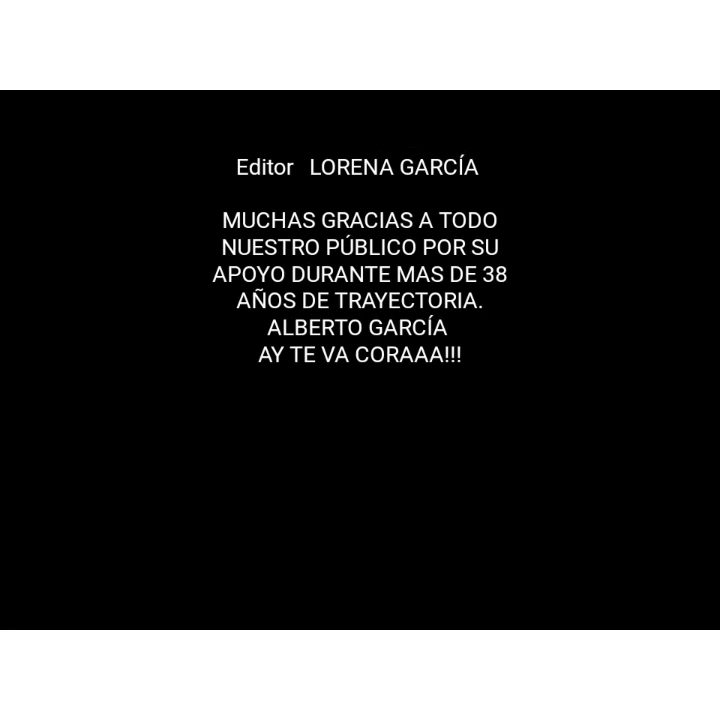 Editor LORENA GARCÍA
MUCHAS GRACIAS A TODO
NUESTRO PÚBLICO POR SU
APOYO DURANTE MAS DE 38
AÑOS DE TRAYECTORIA.
ALBERTO GARCÍA
AY TE VA CORAAA!!!